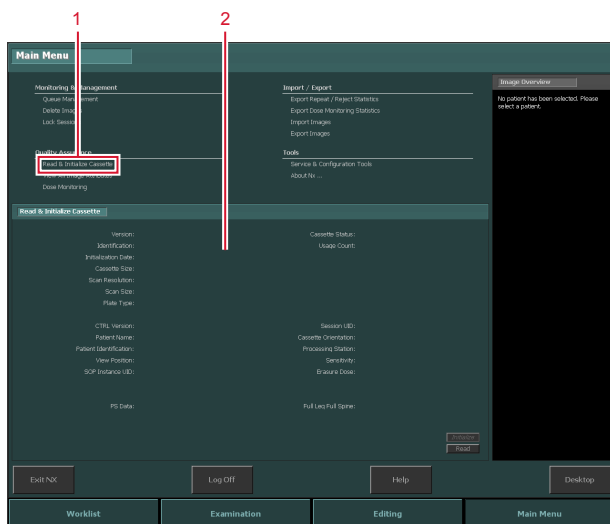 1 2
Main Menu
Monitoring & Management
Queue Management
Delete Images
Lock Session
Quality Assurance
Read & Initialize Cassette
View All Image Attributes
Dose Monitoring
Import / Export
Export Repeat / Reject Statistics
Export Dose Monitoring Statistics
Import Images
Export Images
Tools
Service & Configuration Tools
About Nx ...
Image Overview
No patient has been selected. Please
select a patient.
Read & Initialize Cassette
Version:
Identification:
Initialization Date:
Cassette Size:
Scan Resolution:
Scan Size:
Plate Type:
Cassette Status:
Usage Count:
CTRL Version:
Patient Name:
Patient Identification:
View Position:
SOP Instance UID:
Session UID:
Cassette Orientation:
Processing Station:
Sensitivity:
Erasure Dose:
PS Data:
Full Leg Full Spine:
Initialize
Read
Exit NX
Log Off
Help
Desktop
Worklist
Examination
Editing
Main Menu